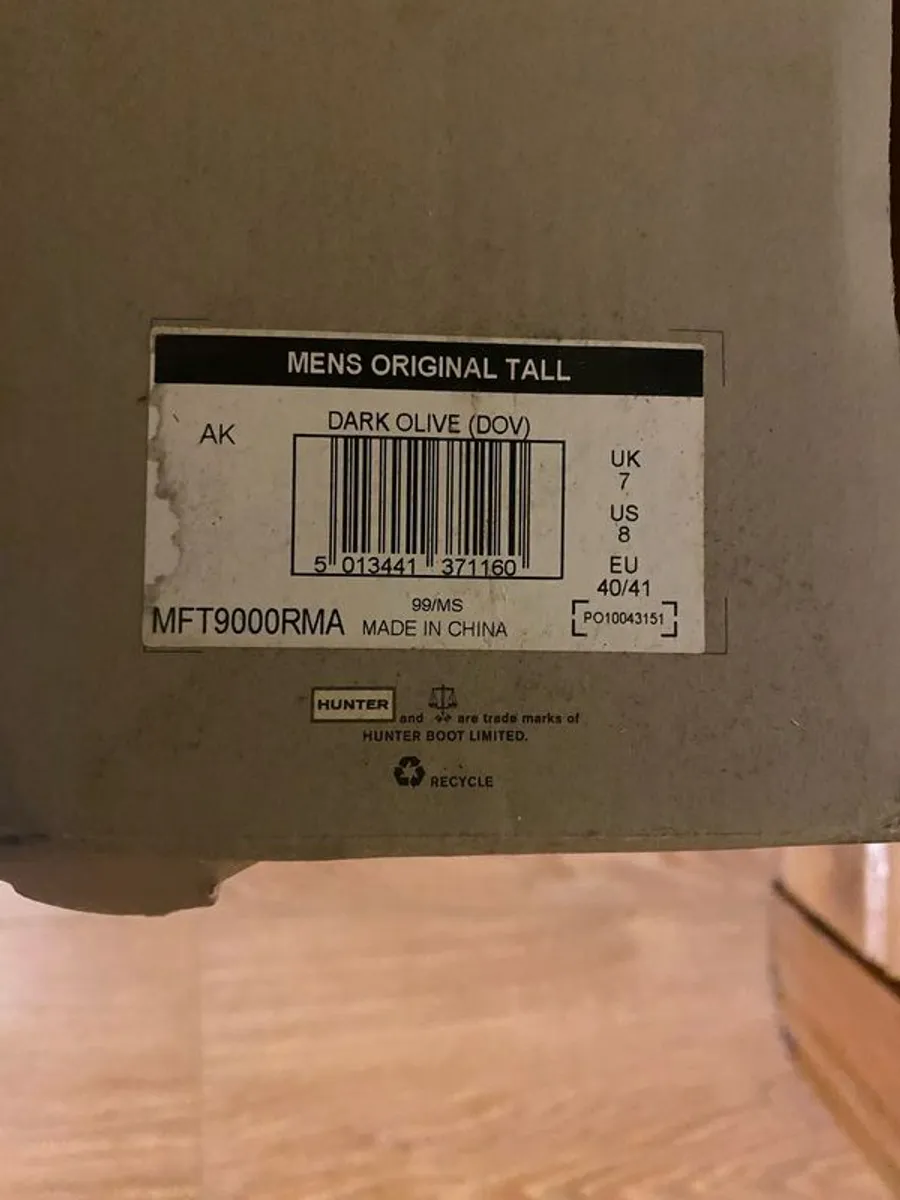 MENS ORIGINAL TALL
AK
DARK OLIVE (DOV)
5 013441 371160
UK
7
US
8
EU
40/41
MFT9000RMA
99/MS
MADE IN CHINA
PO10043151
HUNTER and are trade marks of
HUNTER BOOT LIMITED.
RECYCLE